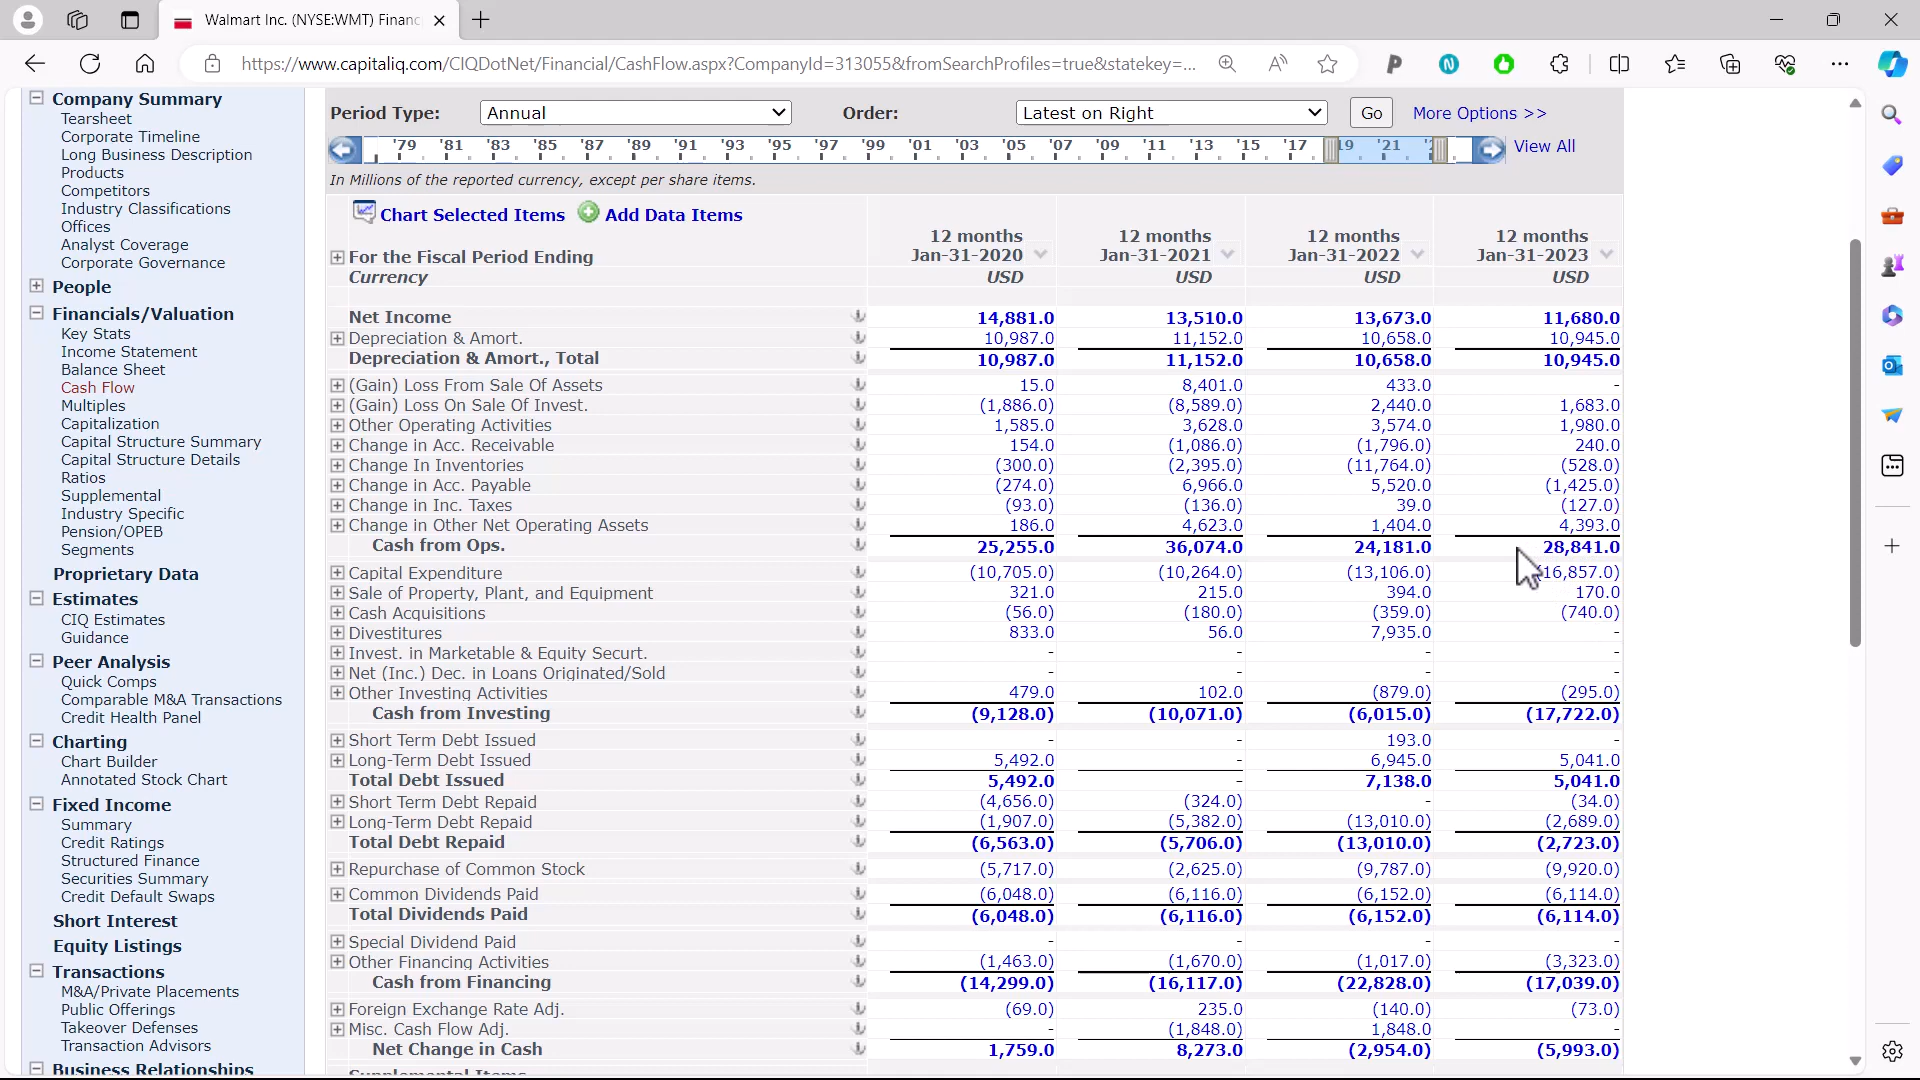 Walmart Inc. (NYSE:WMT) Financ
https://www.capitaliq.com/CIQDotNet/Financial/CashFlow.aspx?CompanyId=313055&fromSearchProfiles=true&statekey=...
Company Summary
Tearsheet
Corporate Timeline
Long Business Description
Products
Competitors
Industry Classifications
Offices
Analyst Coverage
Corporate Governance
People
Financials/Valuation
Key Stats
Income Statement
Balance Sheet
Cash Flow
Multiples
Capitalization
Capital Structure Summary
Capital Structure Details
Ratios
Supplemental
Industry Specific
Pension/OPEB
Segments
Proprietary Data
Estimates
CIQ Estimates
Guidance
Peer Analysis
Quick Comps
Comparable M&A Transactions
Credit Health Panel
Charting
Chart Builder
Annotated Stock Chart
Fixed Income
Summary
Credit Ratings
Structured Finance
Securities Summary
Credit Default Swaps
Short Interest
Equity Listings
Transactions
M&A/Private Placements
Public Offerings
Takeover Defenses
Transaction Advisors
Business Relationships
Period Type: Annual Order: Latest on Right Go More Options >>
'79 '81 '83 '85 '87 '89 '91 '93 '95 '97 '99 '01 '03 '05 '07 '09 '11 '13 '15 '17 '19 '21 View All
In Millions of the reported currency, except per share items.
Chart Selected Items Add Data Items
12 months 12 months 12 months 12 months
For the Fiscal Period Ending Jan-31-2020 Jan-31-2021 Jan-31-2022 Jan-31-2023
Currency USD USD USD USD
Net Income 14,881.0 13,510.0 13,673.0 11,680.0
Depreciation & Amort. 10,987.0 11,152.0 10,658.0 10,945.0
Depreciation & Amort., Total 10,987.0 11,152.0 10,658.0 10,945.0
(Gain) Loss From Sale Of Assets 15.0 8,401.0 433.0 -
(Gain) Loss On Sale Of Invest. (1,886.0) (8,589.0) 2,440.0 1,683.0
Other Operating Activities 1,585.0 3,628.0 3,574.0 1,980.0
Change in Acc. Receivable 154.0 (1,086.0) (1,796.0) 240.0
Change In Inventories (300.0) (2,395.0) (11,764.0) (528.0)
Change in Acc. Payable (274.0) 6,966.0 5,520.0 (1,425.0)
Change in Inc. Taxes (93.0) (136.0) 39.0 (127.0)
Change in Other Net Operating Assets 186.0 4,623.0 1,404.0 4,393.0
Cash from Ops. 25,255.0 36,074.0 24,181.0 28,841.0
Capital Expenditure (10,705.0) (10,264.0) (13,106.0) 16,857.0)
Sale of Property, Plant, and Equipment 321.0 215.0 394.0 170.0
Cash Acquisitions (56.0) (180.0) (359.0) (740.0)
Divestitures 833.0 56.0 7,935.0 -
Invest. in Marketable & Equity Securt. - - - -
Net (Inc.) Dec. in Loans Originated/Sold - - - -
Other Investing Activities 479.0 102.0 (879.0) (295.0)
Cash from Investing (9,128.0) (10,071.0) (6,015.0) (17,722.0)
Short Term Debt Issued - - 193.0 -
Long-Term Debt Issued 5,492.0 - 6,945.0 5,041.0
Total Debt Issued 5,492.0 - 7,138.0 5,041.0
Short Term Debt Repaid (4,656.0) (324.0) - (34.0)
Long-Term Debt Repaid (1,907.0) (5,382.0) (13,010.0) (2,689.0)
Total Debt Repaid (6,563.0) (5,706.0) (13,010.0) (2,723.0)
Repurchase of Common Stock (5,717.0) (2,625.0) (9,787.0) (9,920.0)
Common Dividends Paid (6,048.0) (6,116.0) (6,152.0) (6,114.0)
Total Dividends Paid (6,048.0) (6,116.0) (6,152.0) (6,114.0)
Special Dividend Paid - - - -
Other Financing Activities (1,463.0) (1,670.0) (1,017.0) (3,323.0)
Cash from Financing (14,299.0) (16,117.0) (22,828.0) (17,039.0)
Foreign Exchange Rate Adj. (69.0) 235.0 (140.0) (73.0)
Misc. Cash Flow Adj. - (1,848.0) 1,848.0 -
Net Change in Cash 1,759.0 8,273.0 (2,954.0) (5,993.0)
Supplemental Items